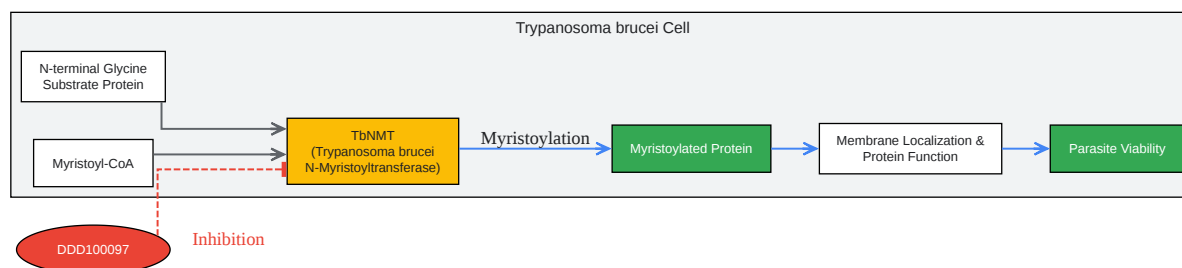 Trypanosoma brucei Cell
N-terminal Glycine
Substrate Protein
Myristoyl-CoA
TbNMT
(Trypanosoma brucei
N-Myristoyltransferase)
Myristoylation
Myristoylated Protein
Membrane Localization &
Protein Function
Parasite Viability
DDD100097
Inhibition